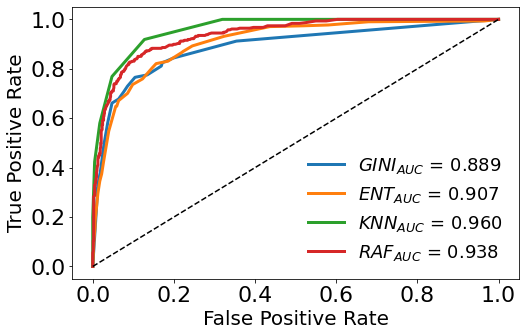 1.0
0.8
0.6
0.4
0.2
0.0
True Positive Rate
GINI_AUC = 0.889
ENT_AUC = 0.907
KNN_AUC = 0.960
RAF_AUC = 0.938
0.0 0.2 0.4 0.6 0.8 1.0
False Positive Rate